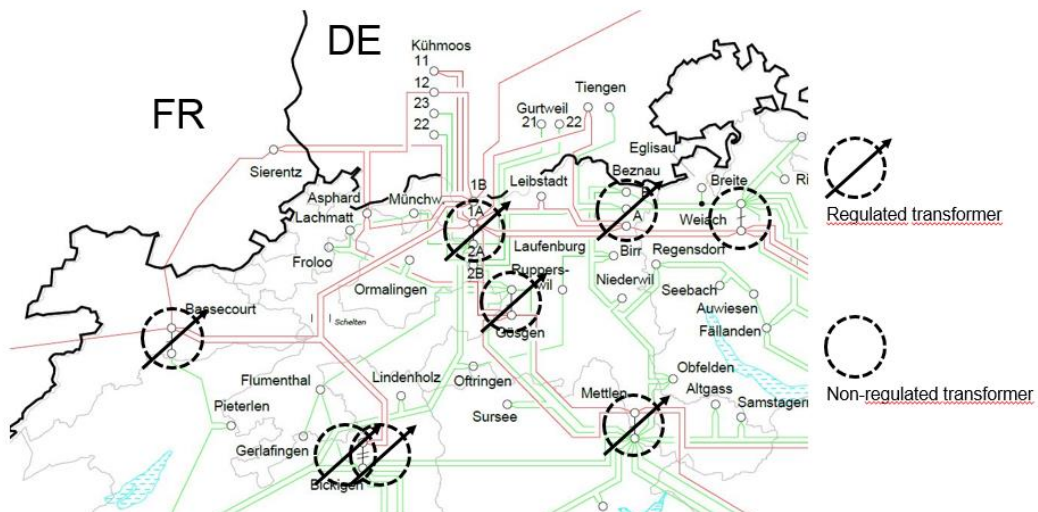 DE
FR
Kühmoos
11
12
23
22
Tiengen
Gurtweil
21
22
Eglisau
Sierentz
Beznau
Breite
1B
Leibstadt
Asphard
Münchw.
Lachmatt
1A
A
Weiach
Regulated transformer
Froloo
2A
Laufenburg
Birr
Regensdorf
2B
Ruppers-
wil
Niederwil
Seebach
Ormalingen
Auwiesen
Bassecourt
Schelten
Gösgen
Fällanden
Flumenthal
Lindenholz
Oftringen
Obfelden
Mettlen
Altgass
Pieterlen
Sursee
Samstagen
Non-regulated transformer
Gerlafingen
Bickigen